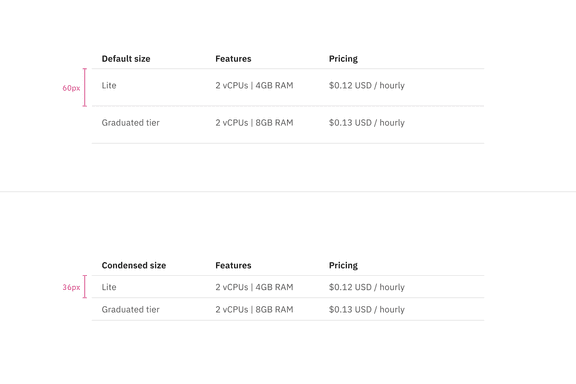 Default size Features Pricing
60px
Lite 2 vCPUs | 4GB RAM $0.12 USD / hourly
Graduated tier 2 vCPUs | 8GB RAM $0.13 USD / hourly
Condensed size Features Pricing
36px Lite 2 vCPUs | 4GB RAM $0.12 USD / hourly
Graduated tier 2 vCPUs | 8GB RAM $0.13 USD / hourly